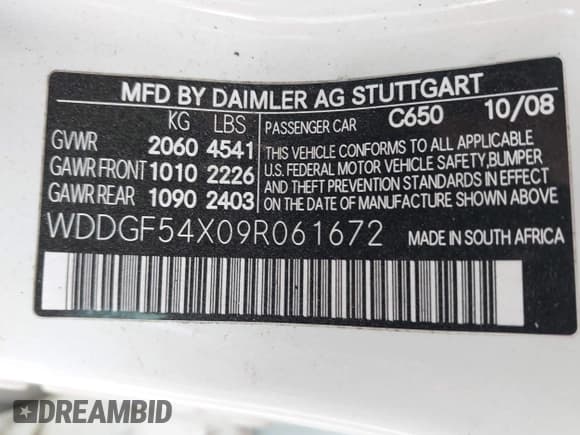 MFD BY DAIMLER AG STUTTGART
KG LBS
GVWR 2060 4541
GAWR FRONT 1010 2226
GAWR REAR 1090 2403
PASSENGER CAR C650 10/08
THIS VEHICLE CONFORMS TO ALL APPLICABLE
U.S. FEDERAL MOTOR VEHICLE SAFETY,BUMPER
AND THEFT PREVENTION STANDARDS IN EFFECT
ON THE DATE OF MANUFACTURE SHOWN ABOVE.
WDDGF54X09R061672 MADE IN SOUTH AFRICA
DREAMBID